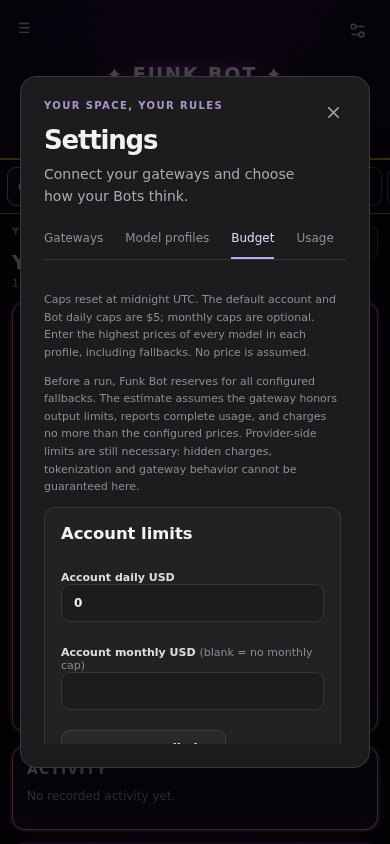 ☰
✦ FUNK BOT ✦
YOUR SPACE, YOUR RULES
×
Settings
Connect your gateways and choose
how your Bots think.
Gateways Model profiles Budget Usage
Caps reset at midnight UTC. The default account and
Bot daily caps are $5; monthly caps are optional.
Enter the highest prices of every model in each
profile, including fallbacks. No price is assumed.
Before a run, Funk Bot reserves for all configured
fallbacks. The estimate assumes the gateway honors
output limits, reports complete usage, and charges
no more than the configured prices. Provider-side
limits are still necessary: hidden charges,
tokenization and gateway behavior cannot be
guaranteed here.
Account limits
Account daily USD
0
Account monthly USD (blank = no monthly
cap)
ACTIVITY
No recorded activity yet.